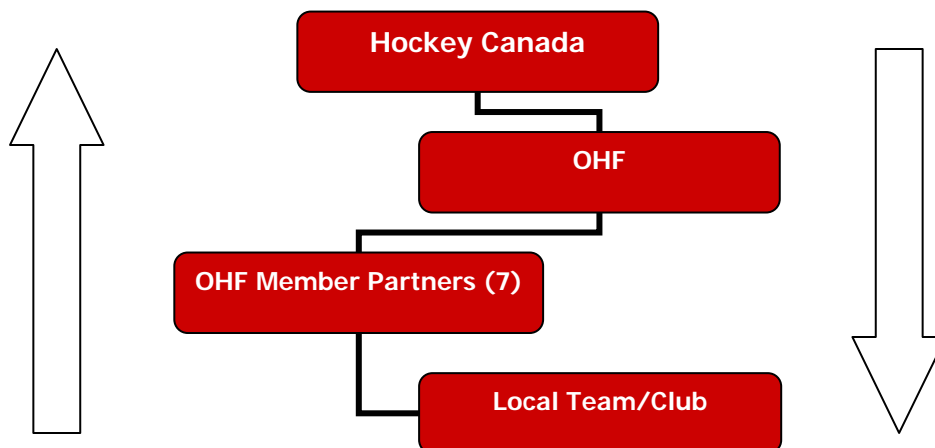 Hockey Canada
OHF
OHF Member Partners (7)
Local Team/Club